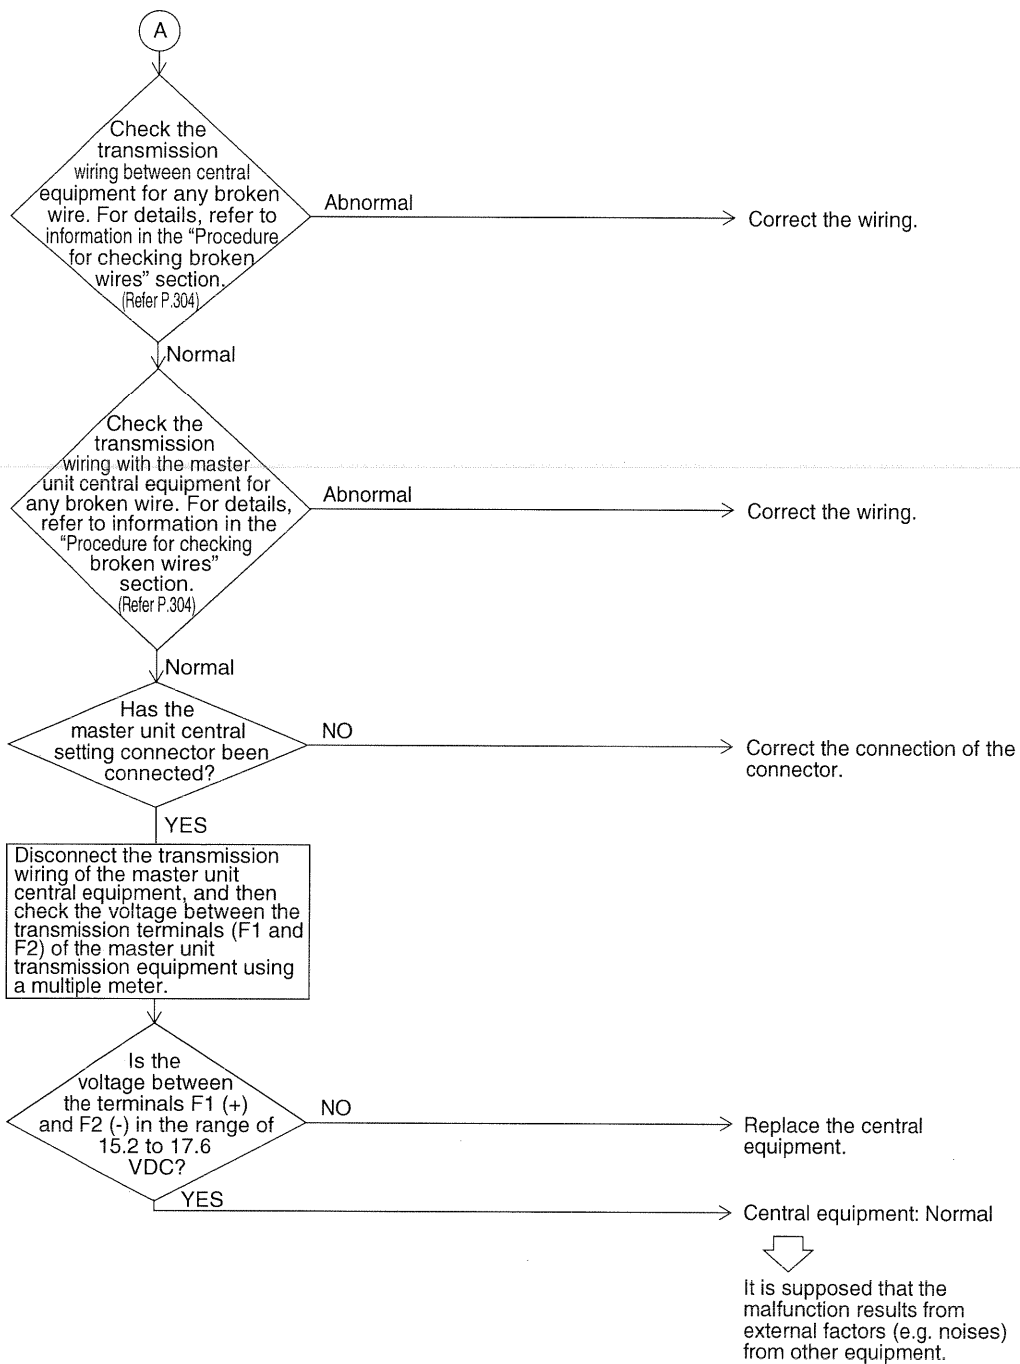 A
Check the
transmission
wiring between central
equipment for any broken
wire. For details, refer to
information in the “Procedure
for checking broken
wires” section.
(Refer P.304)
Abnormal
Correct the wiring.
Normal
Check the
transmission
wiring with the master
unit central equipment for
any broken wire. For details,
refer to information in the
“Procedure for checking
broken wires”
section.
(Refer P.304)
Abnormal
Correct the wiring.
Normal
Has the
master unit central
setting connector been
connected?
NO
Correct the connection of the
connector.
YES
Disconnect the transmission
wiring of the master unit
central equipment, and then
check the voltage between the
transmission terminals (F1 and
F2) of the master unit
transmission equipment using
a multiple meter.
Is the
voltage between
the terminals F1 (+)
and F2 (-) in the range of
15.2 to 17.6
VDC?
NO
Replace the central
equipment.
YES
Central equipment: Normal
It is supposed that the
malfunction results from
external factors (e.g. noises)
from other equipment.